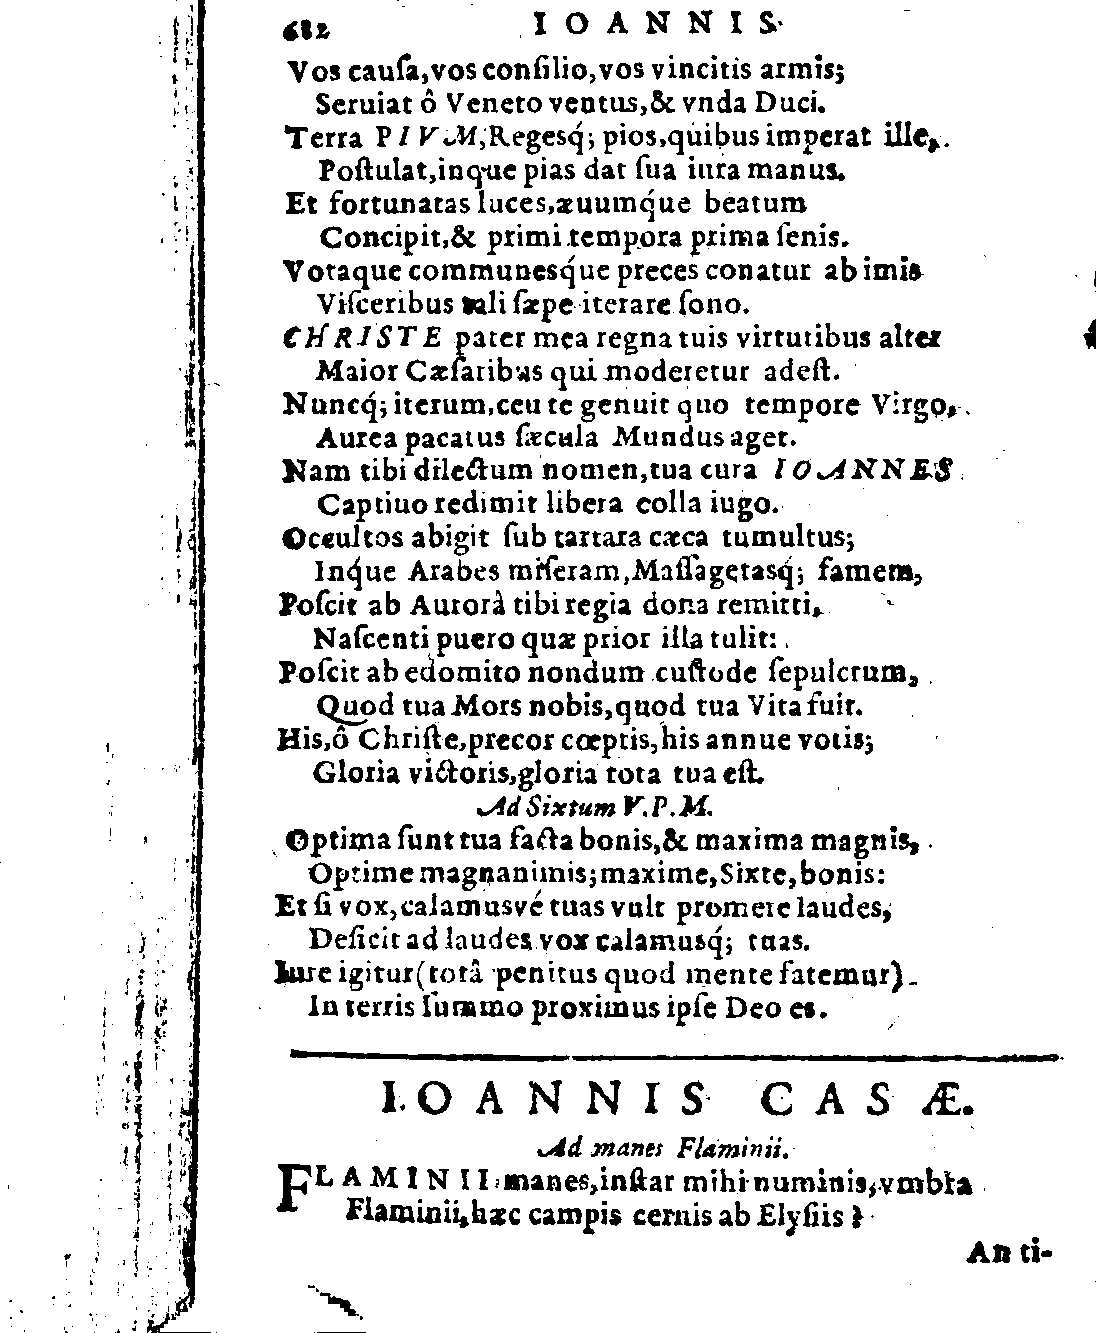 682 IOANNIS
Vos cauſa, vos conſilio, vos vincitis armis;
Seruiat ô Veneto ventus, & vnda Duci.
Terra PIVM, Regesq́; pios, quibus imperat ille,
Poſtulat, inque pias dat ſua iura manus.
Et fortunatas luces, æuumq́ue beatum
Concipit, & primi tempora prima ſenis.
Votaque communesq́ue preces conatur ab imis
Viſceribus tali ſæpe iterare ſono.
CHRISTE pater mea regna tuis virtutibus alter
Maior Cæſaribus qui moderetur adeſt.
Nuncq́; iterum, ceu te genuit quo tempore Virgo,
Aurea pacatus ſæcula Mundus aget.
Nam tibi dilectum nomen, tua cura IOANNES
Captiuo redimit libera colla iugo.
Occultos abigit ſub tartara cæca tumultus;
Inq́ue Arabes miſeram, Maſſagetasq́; famem,
Poſcit ab Aurorâ tibi regia dona remitti,
Naſcenti puero quæ prior illa tulit:
Poſcit ab edomito nondum cuſtode ſepulcrum,
Quod tua Mors nobis, quod tua Vita fuit.
His, ô Chriſte, precor cœptis, his annue votis;
Gloria victoris, gloria tota tua eſt.
Ad Sixtum V.P.M.
Optima ſunt tua facta bonis, & maxima magnis,
Optime magnanimis; maxime, Sixte, bonis:
Et ſi vox, calamusvé tuas vult promere laudes,
Deficit ad laudes vox calamusq́; tuas.
Iure igitur (totâ penitus quod mente fatemur)
In terris ſummo proximus ipſe Deo es.
IOANNIS CASÆ.
Ad manes Flaminii.
FLAMINII manes, inſtar mihi numinis, vmbra
Flaminii, hæc campis cernis ab Elyſiis?
An ti-